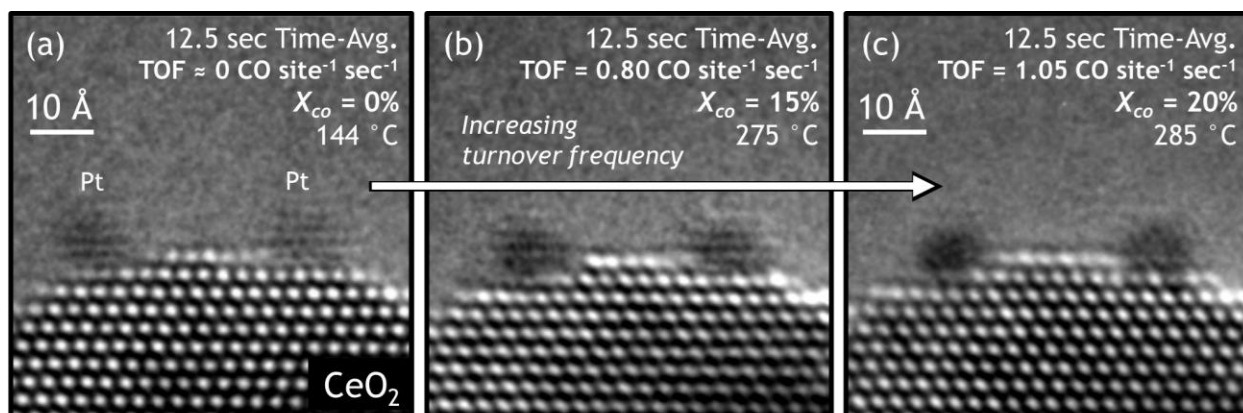 (a)
12.5 sec Time-Avg.
TOF ≈ 0 CO site⁻¹ sec⁻¹
X_co = 0%
10 Å
144 °C
Pt
Pt
CeO₂
(b)
12.5 sec Time-Avg.
TOF = 0.80 CO site⁻¹ sec⁻¹
X_co = 15%
275 °C
Increasing
turnover frequency
(c)
12.5 sec Time-Avg.
TOF = 1.05 CO site⁻¹ sec⁻¹
X_co = 20%
10 Å
285 °C